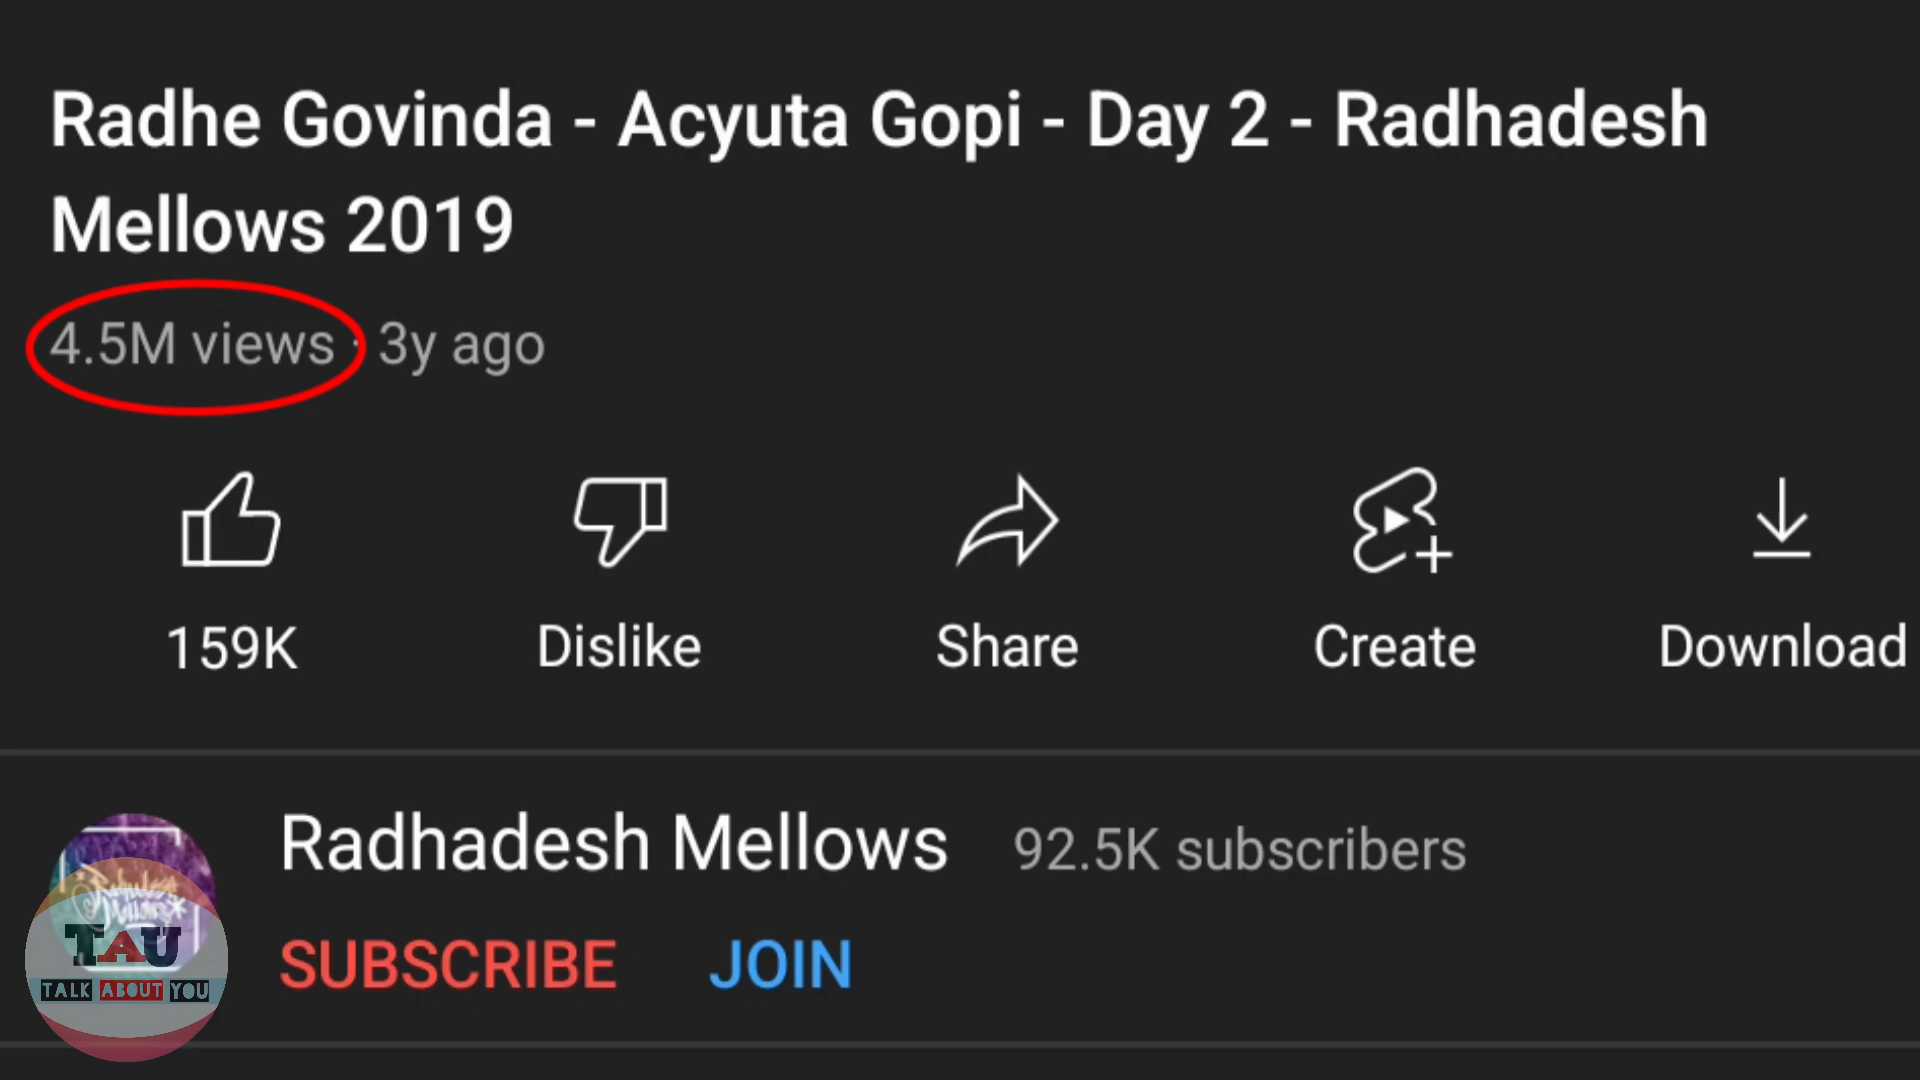 Radhe Govinda - Acyuta Gopi - Day 2 - Radhadesh
Mellows 2019
4.5M views · 3y ago
159K Dislike Share Create Download
Radhadesh Mellows 92.5K subscribers
SUBSCRIBE JOIN
TAU
TALK ABOUT YOU